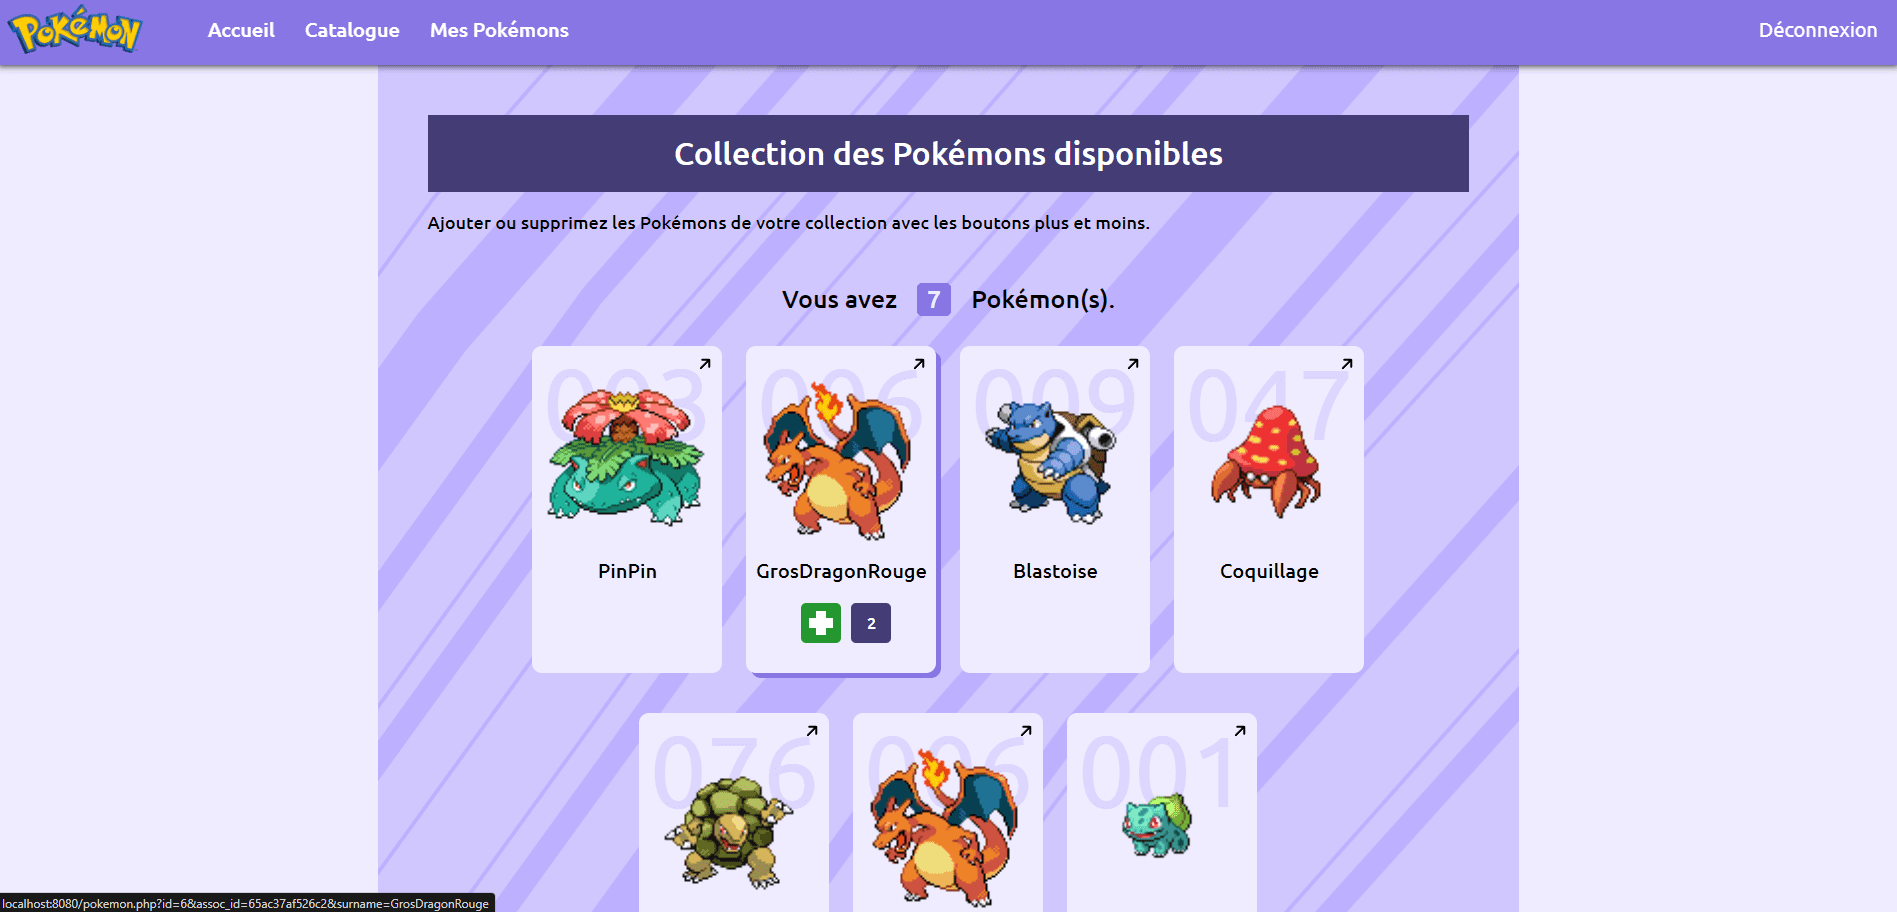 POKéMON
Accueil Catalogue Mes Pokémons Déconnexion
Collection des Pokémons disponibles
Ajouter ou supprimez les Pokémons de votre collection avec les boutons plus et moins.
Vous avez 7 Pokémon(s).
003 006 009 047
PinPin GrosDragonRouge Blastoise Coquillage
2
076 006 001
localhost:8080/pokemon.php?id=6&assoc_id=65ac37af526c2&surname=GrosDragonRouge